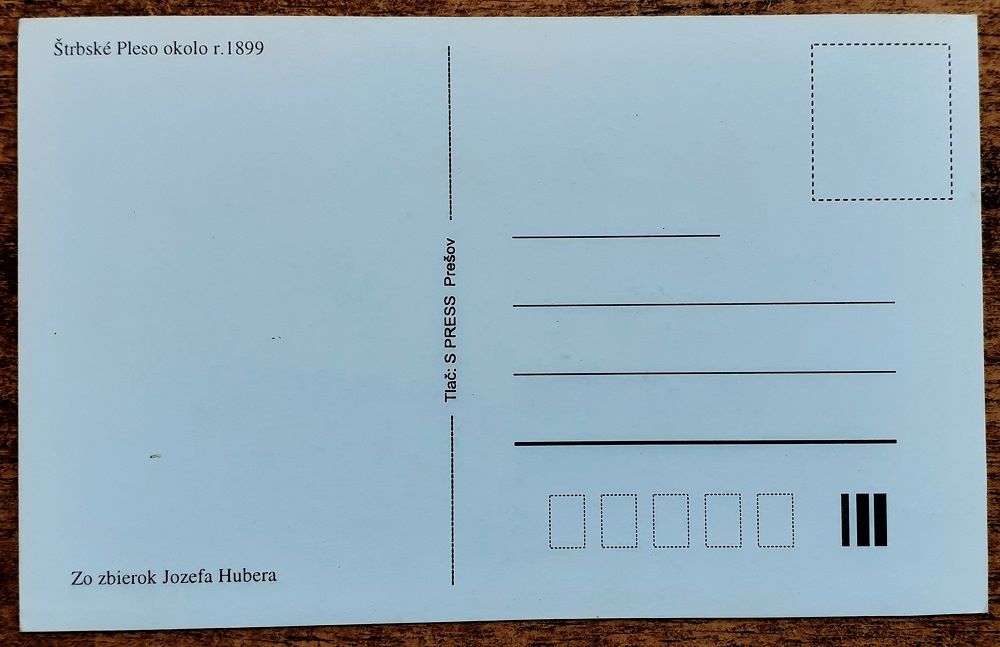 Štrbské Pleso okolo r.1899
Tlač: S PRESS Prešov
Zo zbierok Jozefa Hubera